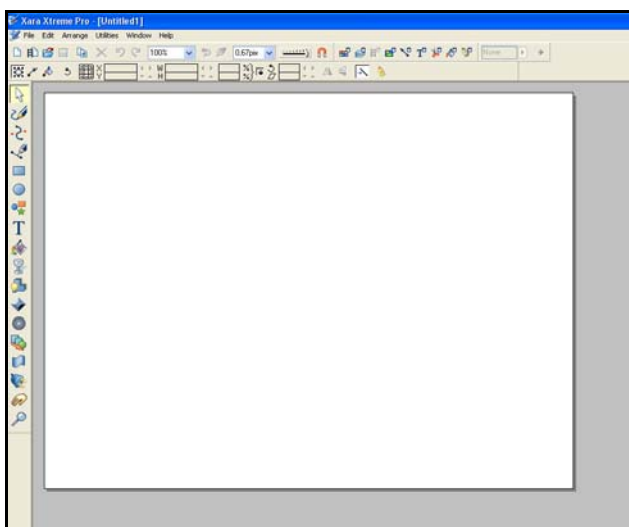 Xara Xtreme Pro - [Untitled1]
File Edit Arrange Utilities Window Help
100% 0.67pix None
X W
Y H